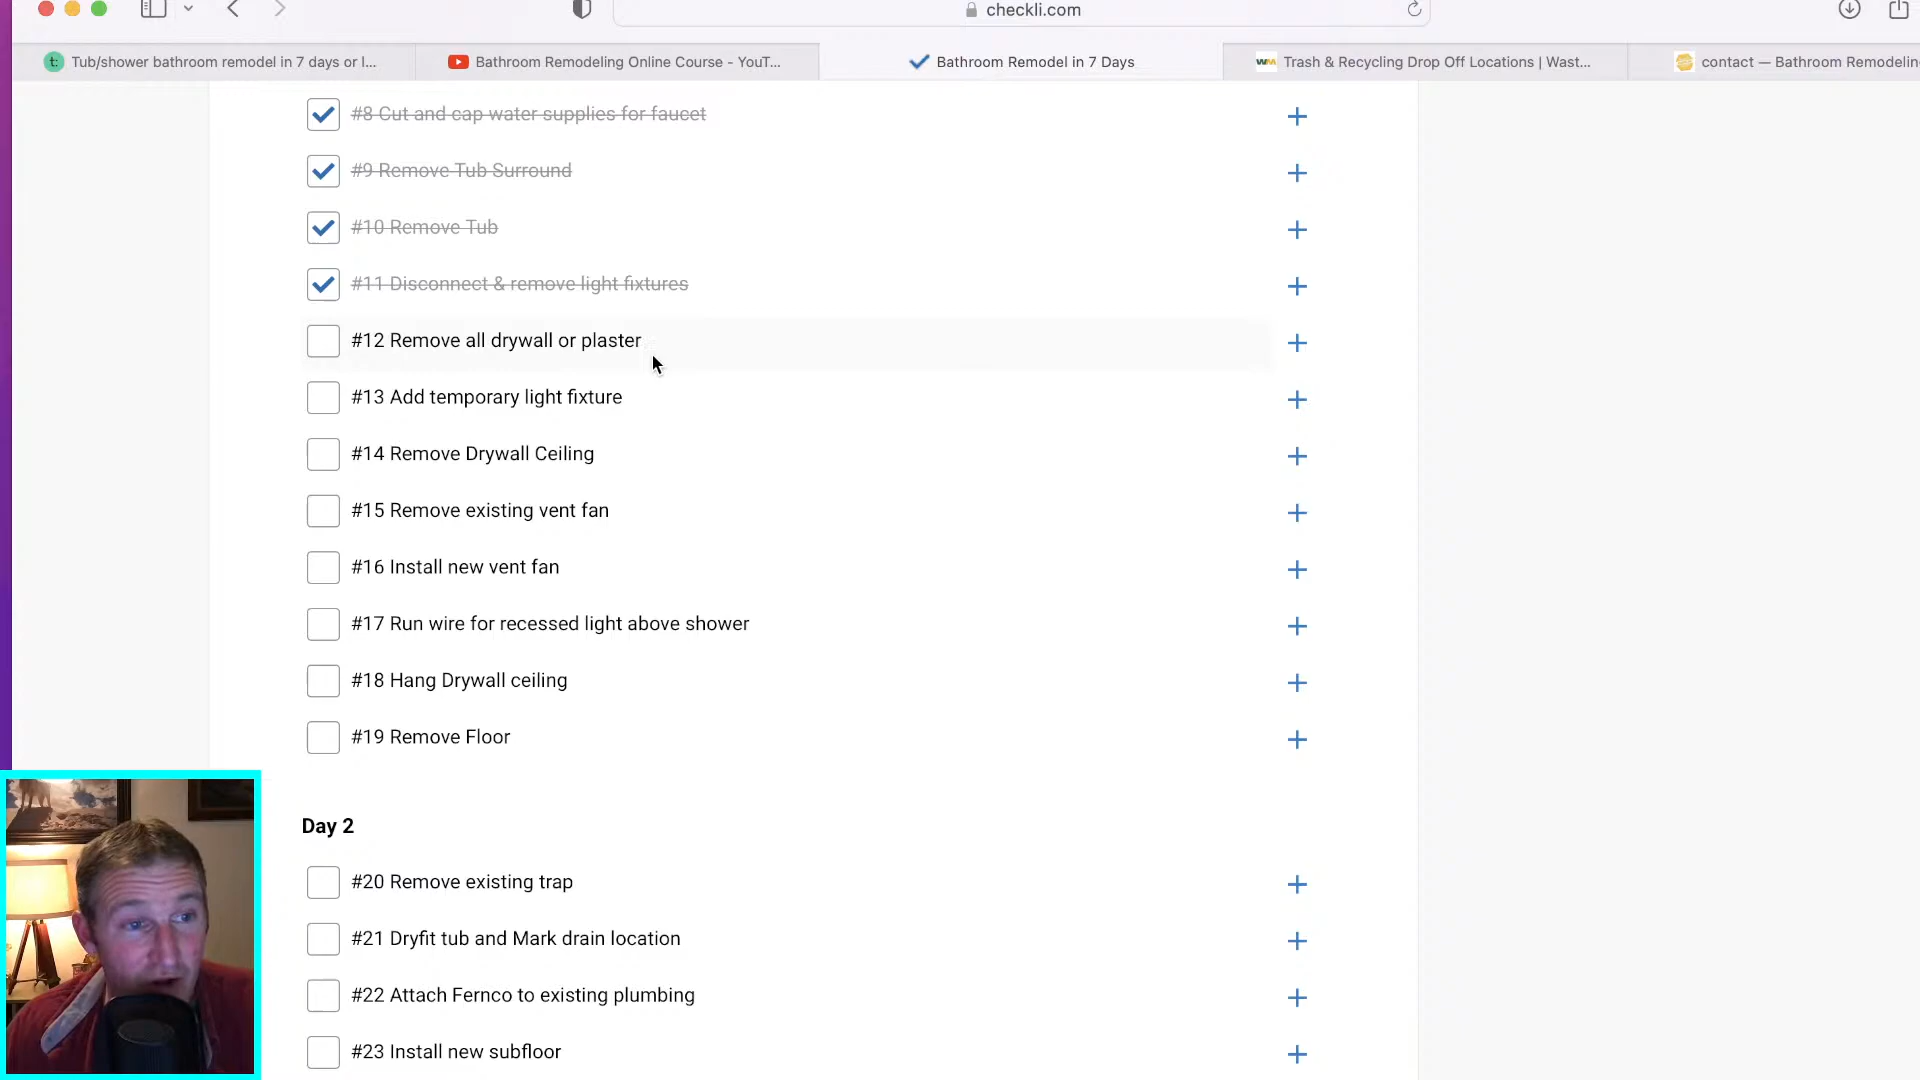 checkli.com
Tub/shower bathroom remodel in 7 days or l...
Bathroom Remodeling Online Course - YouT...
Bathroom Remodel in 7 Days
Trash & Recycling Drop Off Locations | Wast...
contact — Bathroom Remodeling
#8 Cut and cap water supplies for faucet
#9 Remove Tub Surround
#10 Remove Tub
#11 Disconnect & remove light fixtures
#12 Remove all drywall or plaster
#13 Add temporary light fixture
#14 Remove Drywall Ceiling
#15 Remove existing vent fan
#16 Install new vent fan
#17 Run wire for recessed light above shower
#18 Hang Drywall ceiling
#19 Remove Floor
Day 2
#20 Remove existing trap
#21 Dryfit tub and Mark drain location
#22 Attach Fernco to existing plumbing
#23 Install new subfloor